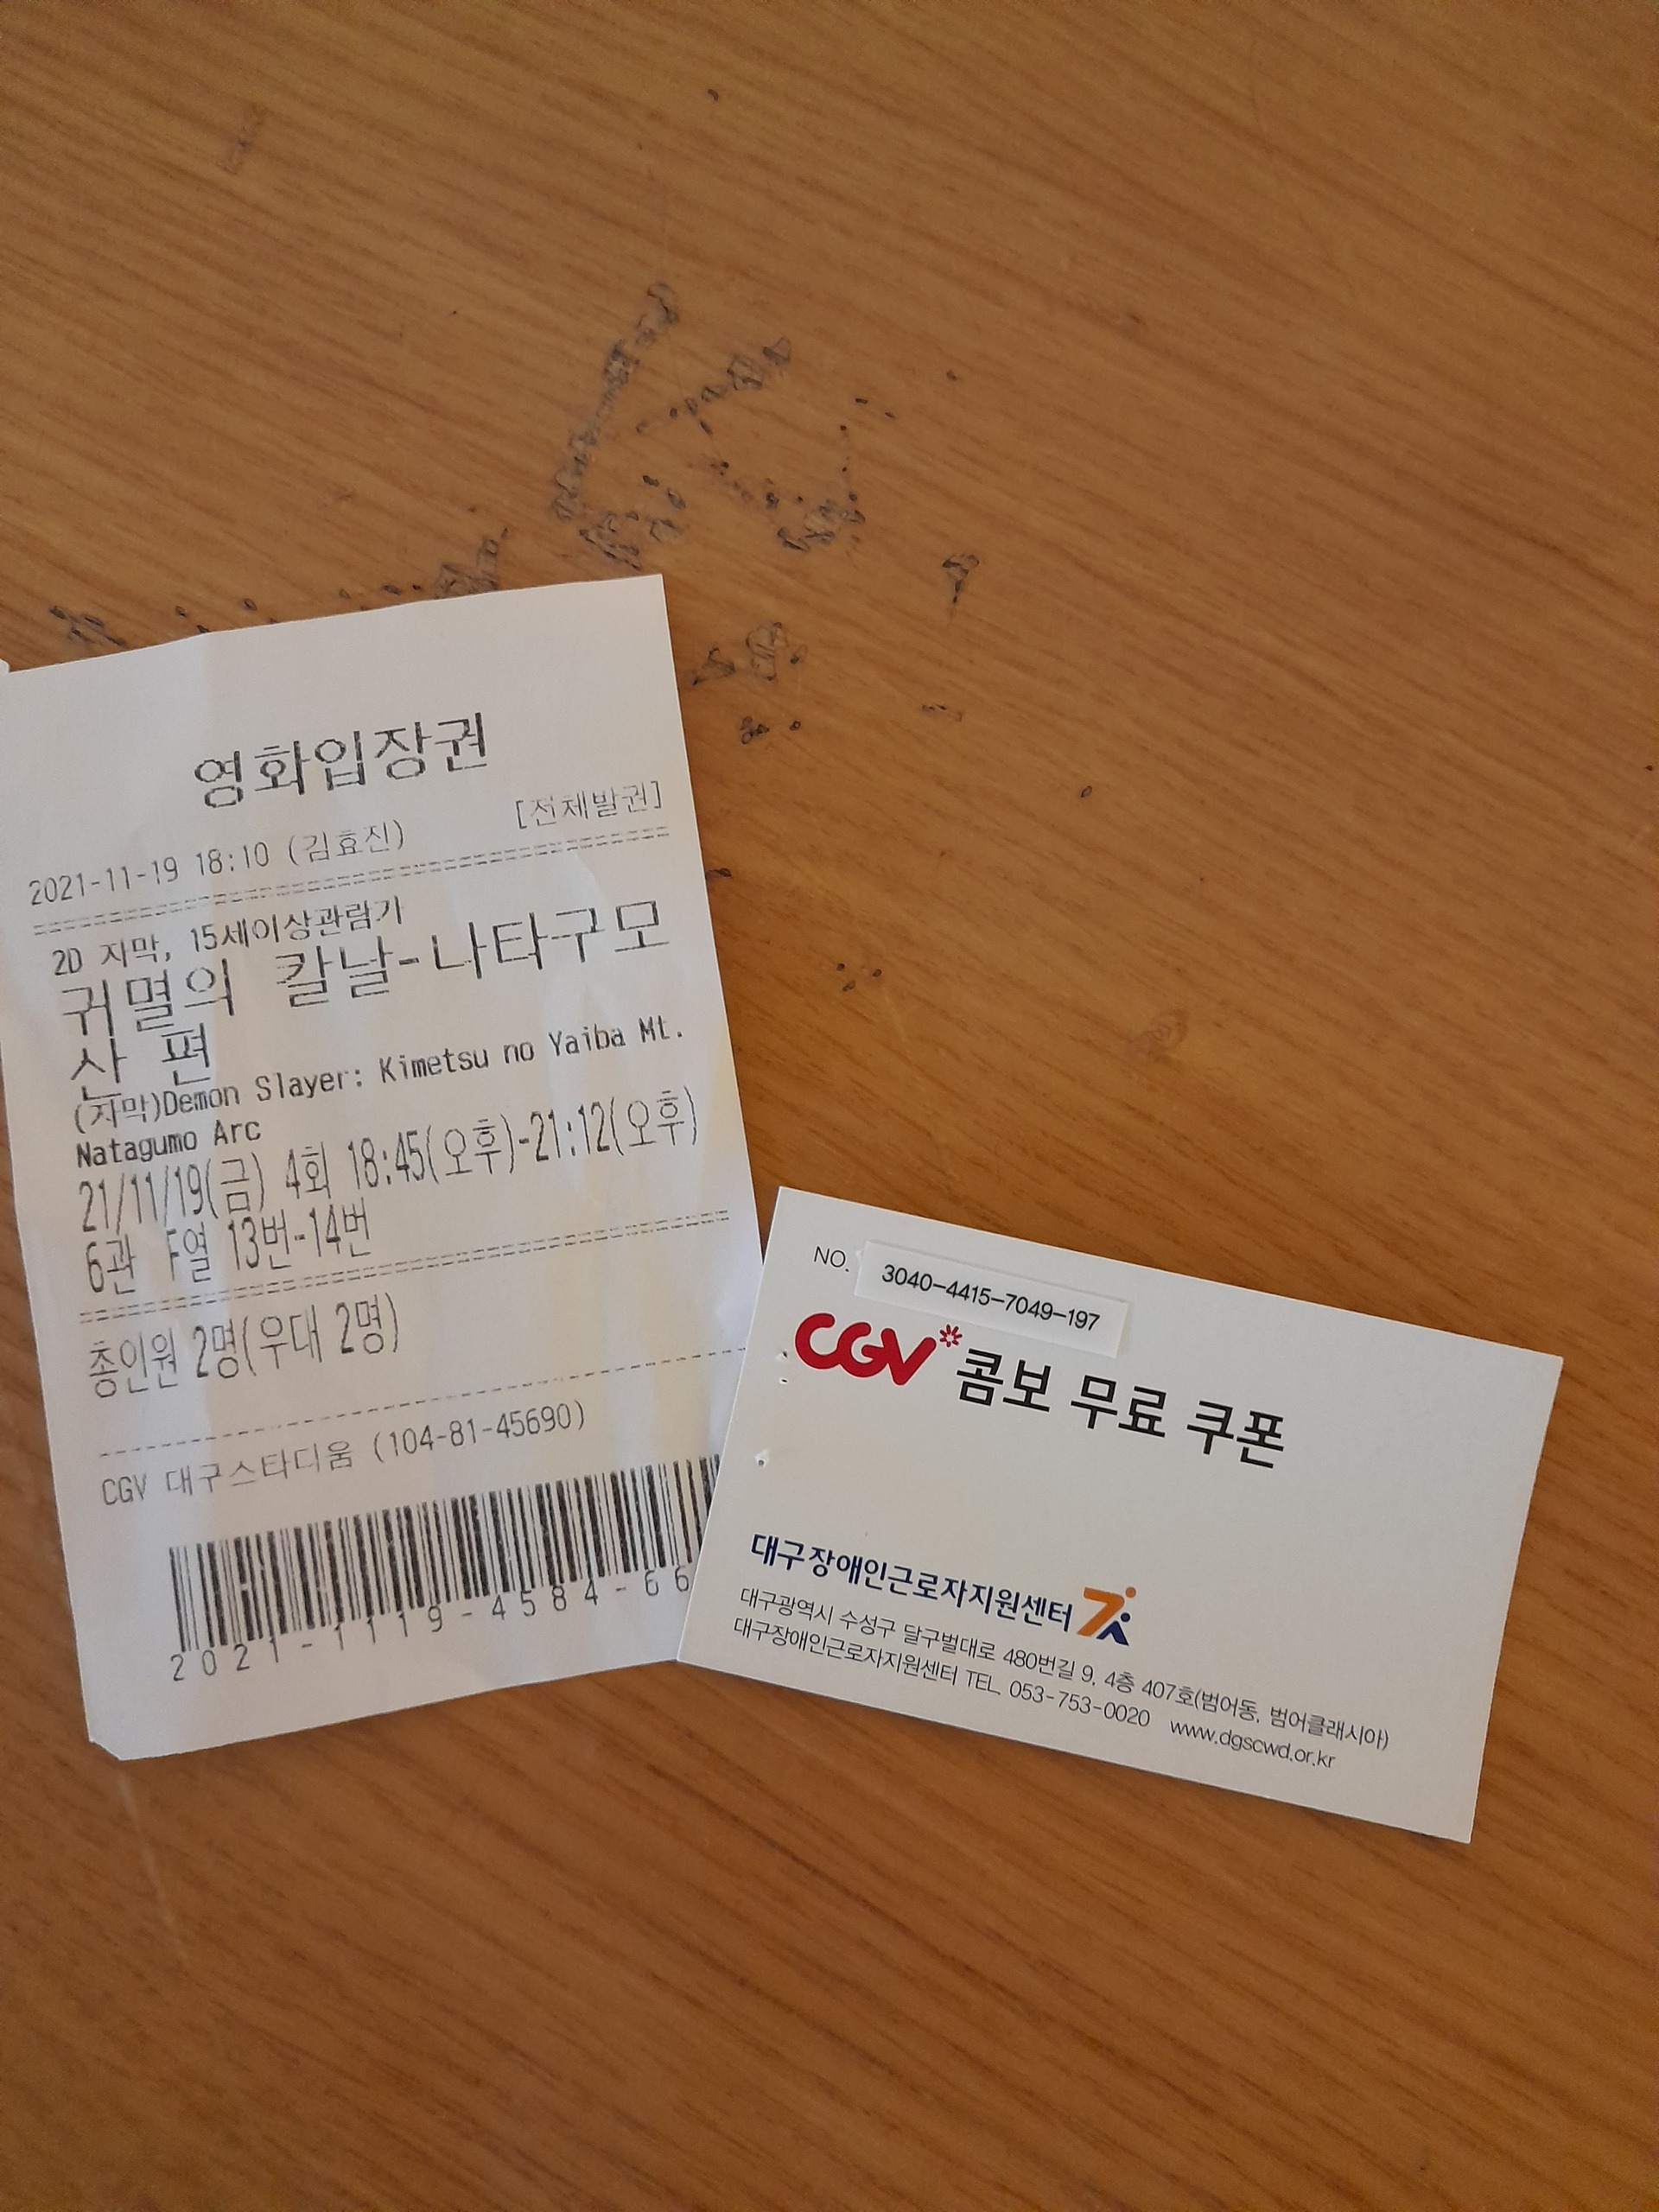 영화입장권
[전체발권]
2021-11-19 18:10 (김효진)
2D 자막, 15세이상관람가
귀멸의 칼날-나타구모
산 편
(자막)Demon Slayer: Kimetsu no Yaiba Mt.
Natagumo Arc
21/11/19(금) 4회 18:45(오후)-21:12(오후)
6관 F열 13번-14번
총인원 2명(우대 2명)
CGV 대구스타디움 (104-81-45690)
2021-1119-4584-66
NO. 3040-4415-7049-197
CGV 콤보 무료 쿠폰
대구장애인근로자지원센터
대구광역시 수성구 달구벌대로 480번길 9, 4층 407호(범어동, 범어클래시아)
대구장애인근로자지원센터 TEL. 053-753-0020 www.dgscwd.or.kr